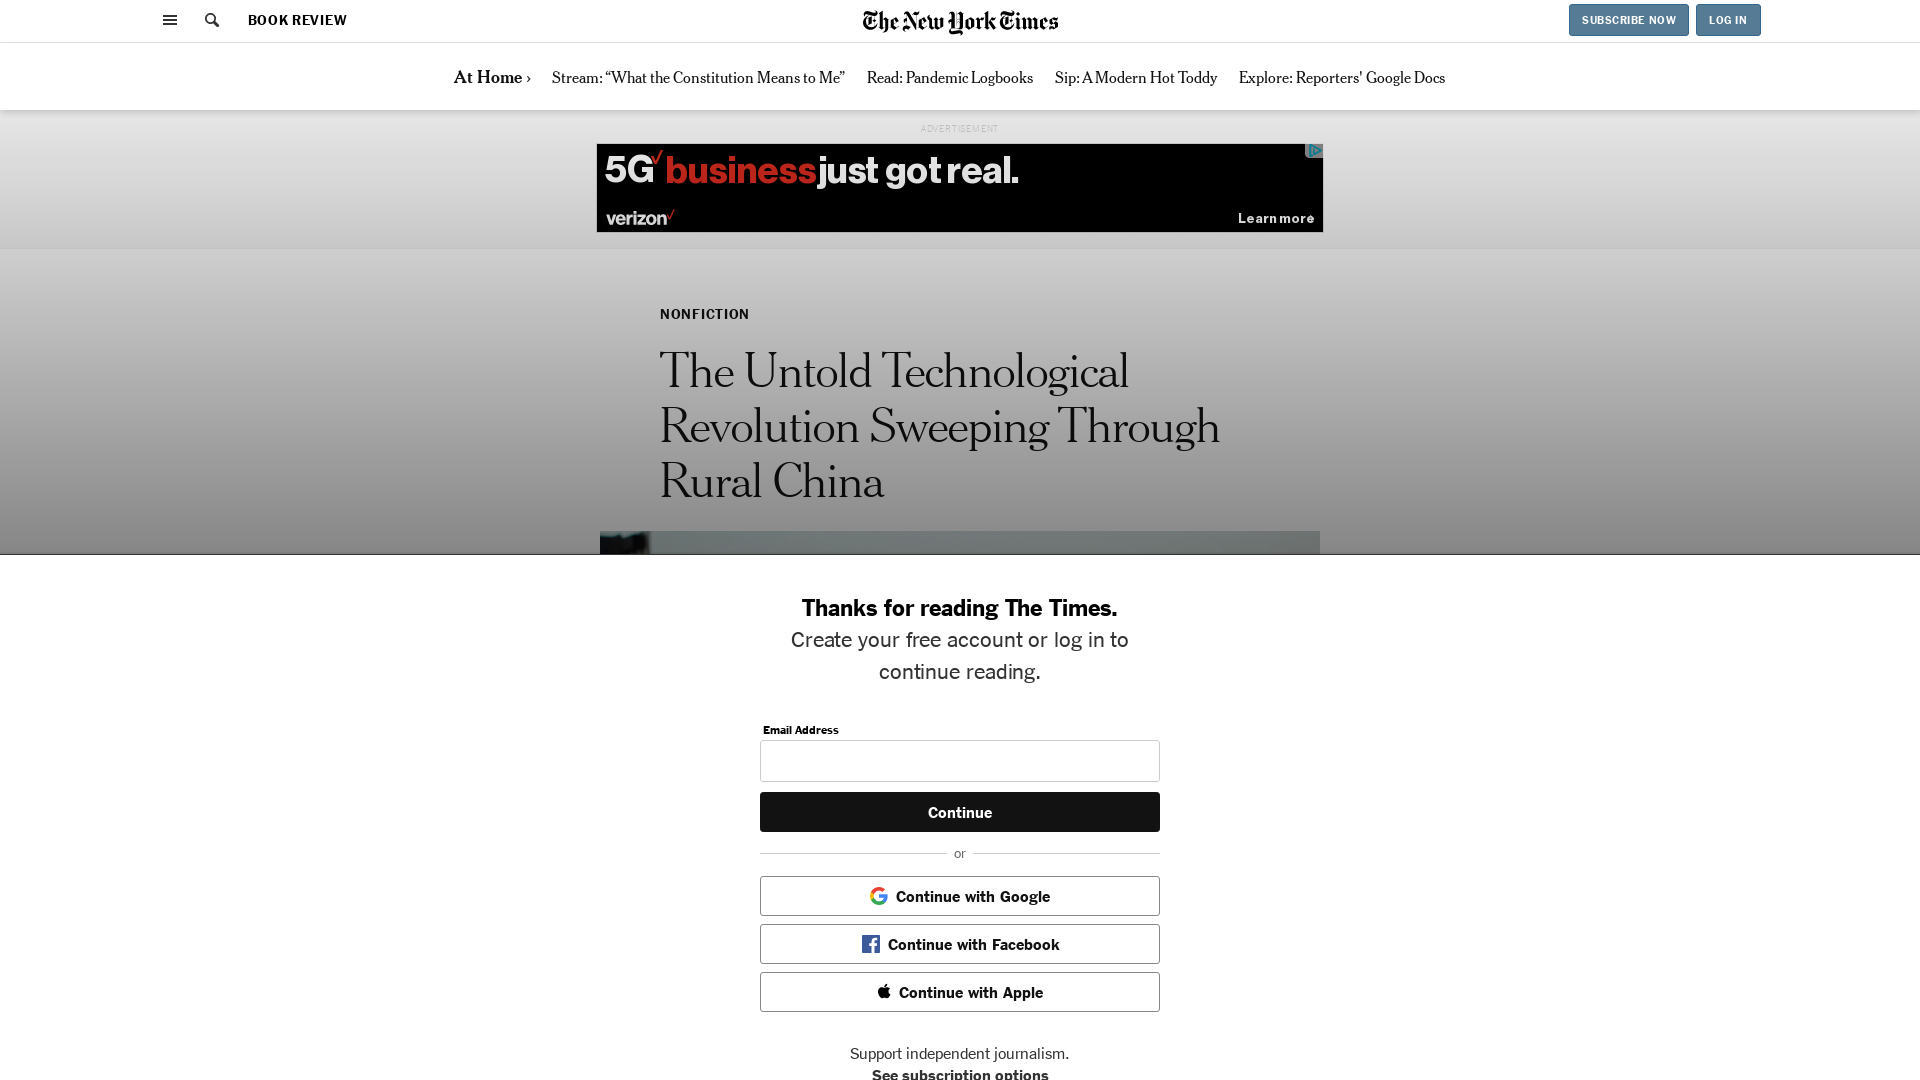 BOOK REVIEW
The New York Times
SUBSCRIBE NOW
LOG IN
At Home ›
Stream: “What the Constitution Means to Me”
Read: Pandemic Logbooks
Sip: A Modern Hot Toddy
Explore: Reporters' Google Docs
ADVERTISEMENT
5G business just got real.
verizon
Learn more
NONFICTION
The Untold Technological
Revolution Sweeping Through
Rural China
Thanks for reading The Times.
Create your free account or log in to
continue reading.
Email Address
Continue
or
Continue with Google
Continue with Facebook
Continue with Apple
Support independent journalism.
See subscription options